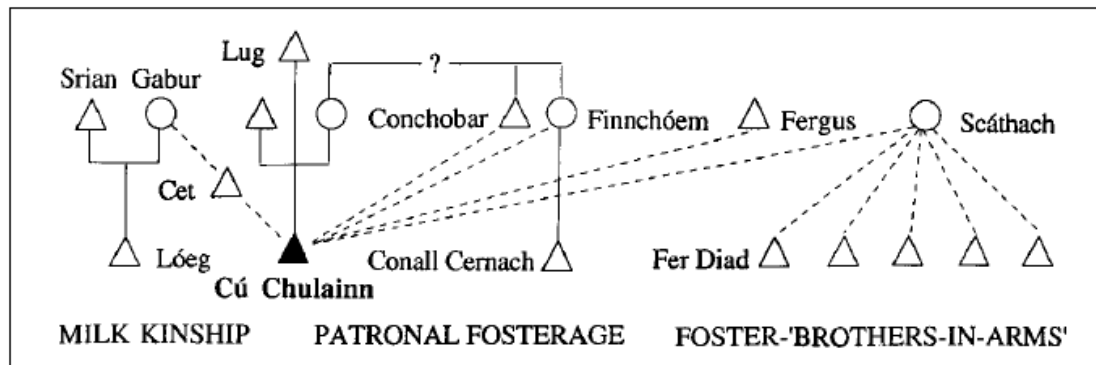 Lug
?
Srian Gabur
Conchobar Finnchóem Fergus Scáthach
Cet
Lóeg Conall Cernach Fer Diad
Cú Chulainn
MILK KINSHIP PATRONAL FOSTERAGE FOSTER-'BROTHERS-IN-ARMS'